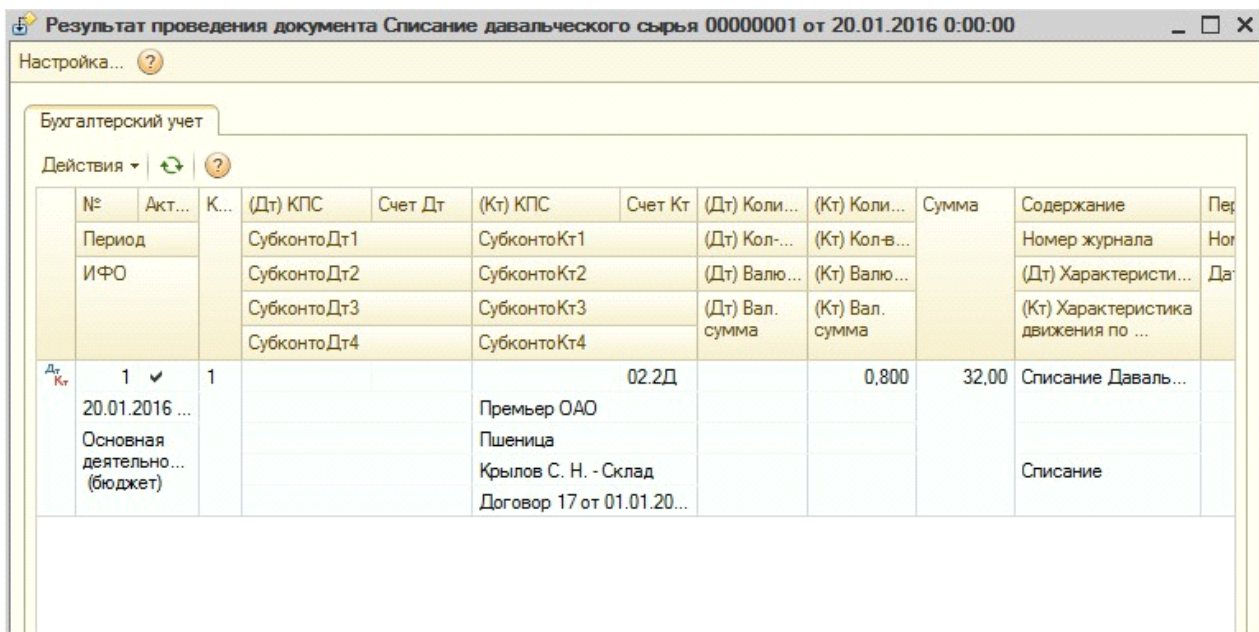 Результат проведения документа Списание давальческого сырья 00000001 от 20.01.2016 0:00:00
Настройка...
Бухгалтерский учет
Действия
№ Акт... К... (Дт) КПС Счет Дт (Кт) КПС Счет Кт (Дт) Коли... (Кт) Коли... Сумма Содержание Пер
Период СубконтоДт1 СубконтоКт1 (Дт) Кол-... (Кт) Кол-в... Номер журнала Ном
ИФО СубконтоДт2 СубконтоКт2 (Дт) Валю... (Кт) Валю... (Дт) Характеристи... Дат
СубконтоДт3 СубконтоКт3 (Дт) Вал. сумма (Кт) Вал. сумма (Кт) Характеристика движения по ...
СубконтоДт4 СубконтоКт4
Дт Кт 1 1 02.2Д 0,800 32,00 Списание Даваль...
20.01.2016 ... Премьер ОАО
Основная Пшеница
деятельно... Крылов С. Н. - Склад Списание
(бюджет)
Договор 17 от 01.01.20...